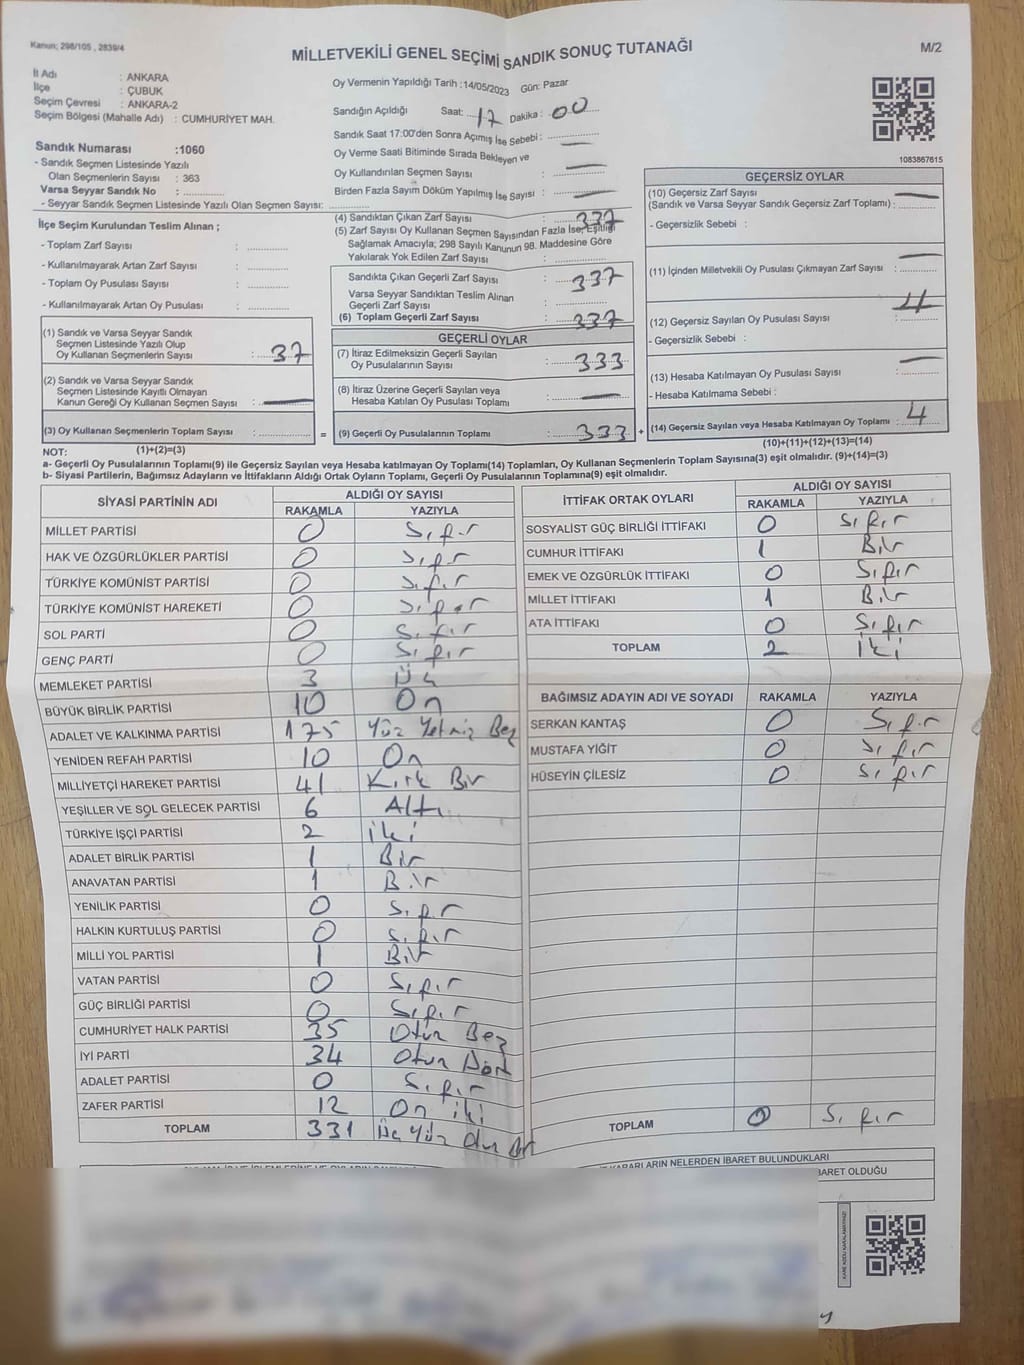 Kanun; 298/105 , 2839/4
MİLLETVEKİLİ GENEL SEÇİMİ SANDIK SONUÇ TUTANAĞI
M/2
İl Adı : ANKARA
İlçe : ÇUBUK
Seçim Çevresi : ANKARA-2
Seçim Bölgesi (Mahalle Adı) : CUMHURİYET MAH.
Sandık Numarası :1060
- Sandık Seçmen Listesinde Yazılı
Olan Seçmenlerin Sayısı : 363
Varsa Seyyar Sandık No : ..............
- Seyyar Sandık Seçmen Listesinde Yazılı Olan Seçmen Sayısı: ..............
Oy Vermenin Yapıldığı Tarih :14/05/2023 Gün: Pazar
Sandığın Açıldığı Saat: 17 Dakika : 00
Sandık Saat 17:00'den Sonra Açımış İse Sebebi : —
Oy Verme Saati Bitiminde Sırada Bekleyen ve
Oy Kullandırılan Seçmen Sayısı : —
Birden Fazla Sayım Döküm Yapılmış İse Sayısı : —
1083867615
İlçe Seçim Kurulundan Teslim Alınan ;
- Toplam Zarf Sayısı : ..............
- Kullanılmayarak Artan Zarf Sayısı : ..............
- Toplam Oy Pusulası Sayısı : ..............
- Kullanılmayarak Artan Oy Pusulası : ..............
(1) Sandık ve Varsa Seyyar Sandık
Seçmen Listesinde Yazılı Olup
Oy Kullanan Seçmenlerin Sayısı : 37
(2) Sandık ve Varsa Seyyar Sandık
Seçmen Listesinde Kayıtlı Olmayan
Kanun Gereği Oy Kullanan Seçmen Sayısı : —
(3) Oy Kullanan Seçmenlerin Toplam Sayısı : .............. =
(4) Sandıktan Çıkan Zarf Sayısı : 337
(5) Zarf Sayısı Oy Kullanan Seçmen Sayısından Fazla İse, Eşitliği
Sağlamak Amacıyla; 298 Sayılı Kanunun 98. Maddesine Göre
Yakılarak Yok Edilen Zarf Sayısı : ..............
Sandıkta Çıkan Geçerli Zarf Sayısı : 337
Varsa Seyyar Sandıktan Teslim Alınan
Geçerli Zarf Sayısı : ..............
(6) Toplam Geçerli Zarf Sayısı : 337
GEÇERLİ OYLAR
(7) İtiraz Edilmeksizin Geçerli Sayılan
Oy Pusulalarının Sayısı : 333
(8) İtiraz Üzerine Geçerli Sayılan veya
Hesaba Katılan Oy Pusulası Toplamı : —
(9) Geçerli Oy Pusulalarının Toplamı : 333 +
GEÇERSİZ OYLAR
(10) Geçersiz Zarf Sayısı —
(Sandık ve Varsa Seyyar Sandık Geçersiz Zarf Toplamı) : ..............
- Geçersizlik Sebebi :
(11) İçinden Milletvekili Oy Pusulası Çıkmayan Zarf Sayısı : —
(12) Geçersiz Sayılan Oy Pusulası Sayısı : 4
- Geçersizlik Sebebi :
(13) Hesaba Katılmayan Oy Pusulası Sayısı : —
- Hesaba Katılmama Sebebi :
(14) Geçersiz Sayılan veya Hesaba Katılmayan Oy Toplamı : 4
NOT: (1)+(2)=(3) (10)+(11)+(12)+(13)=(14)
a- Geçerli Oy Pusulalarının Toplamı(9) ile Geçersiz Sayılan veya Hesaba katılmayan Oy Toplamı(14) Toplamları, Oy Kullanan Seçmenlerin Toplam Sayısına(3) eşit olmalıdır. (9)+(14)=(3)
b- Siyasi Partilerin, Bağımsız Adayların ve İttifakların Aldığı Ortak Oyların Toplamı, Geçerli Oy Pusulalarının Toplamına(9) eşit olmalıdır.
SİYASİ PARTİNİN ADI ALDIĞI OY SAYISI
RAKAMLA YAZIYLA
MİLLET PARTİSİ 0 Sıfır
HAK VE ÖZGÜRLÜKLER PARTİSİ 0 Sıfır
TÜRKİYE KOMÜNİST PARTİSİ 0 Sıfır
TÜRKİYE KOMÜNİST HAREKETİ 0 Sıfır
SOL PARTİ 0 Sıfır
GENÇ PARTİ 0 Sıfır
MEMLEKET PARTİSİ 3 Üç
BÜYÜK BİRLİK PARTİSİ 10 On
ADALET VE KALKINMA PARTİSİ 175 Yüz Yetmiş Beş
YENİDEN REFAH PARTİSİ 10 On
MİLLİYETÇİ HAREKET PARTİSİ 41 Kırk Bir
YEŞİLLER VE SOL GELECEK PARTİSİ 6 Altı
TÜRKİYE İŞÇİ PARTİSİ 2 iki
ADALET BİRLİK PARTİSİ 1 Bir
ANAVATAN PARTİSİ 1 Bir
YENİLİK PARTİSİ 0 Sıfır
HALKIN KURTULUŞ PARTİSİ 0 Sıfır
MİLLİ YOL PARTİSİ 1 Bir
VATAN PARTİSİ 0 Sıfır
GÜÇ BİRLİĞİ PARTİSİ 0 Sıfır
CUMHURİYET HALK PARTİSİ 35 Otuz Beş
İYİ PARTİ 34 Otuz Dört
ADALET PARTİSİ 0 Sıfır
ZAFER PARTİSİ 12 On iki
TOPLAM 331 Üç Yüz Otuz Bir
İTTİFAK ORTAK OYLARI ALDIĞI OY SAYISI
RAKAMLA YAZIYLA
SOSYALİST GÜÇ BİRLİĞİ İTTİFAKI 0 Sıfır
CUMHUR İTTİFAKI 1 Bir
EMEK VE ÖZGÜRLÜK İTTİFAKI 0 Sıfır
MİLLET İTTİFAKI 1 Bir
ATA İTTİFAKI 0 Sıfır
TOPLAM 2 İki
BAĞIMSIZ ADAYIN ADI VE SOYADI RAKAMLA YAZIYLA
SERKAN KANTAŞ 0 Sıfır
MUSTAFA YİĞİT 0 Sıfır
HÜSEYİN ÇİLESİZ 0 Sıfır
TOPLAM 0 Sıfır
KARARLARIN NELERDEN İBARET BULUNDUKLARI
İBARET OLDUĞU
KARE KODU KARALAMAYINIZ!